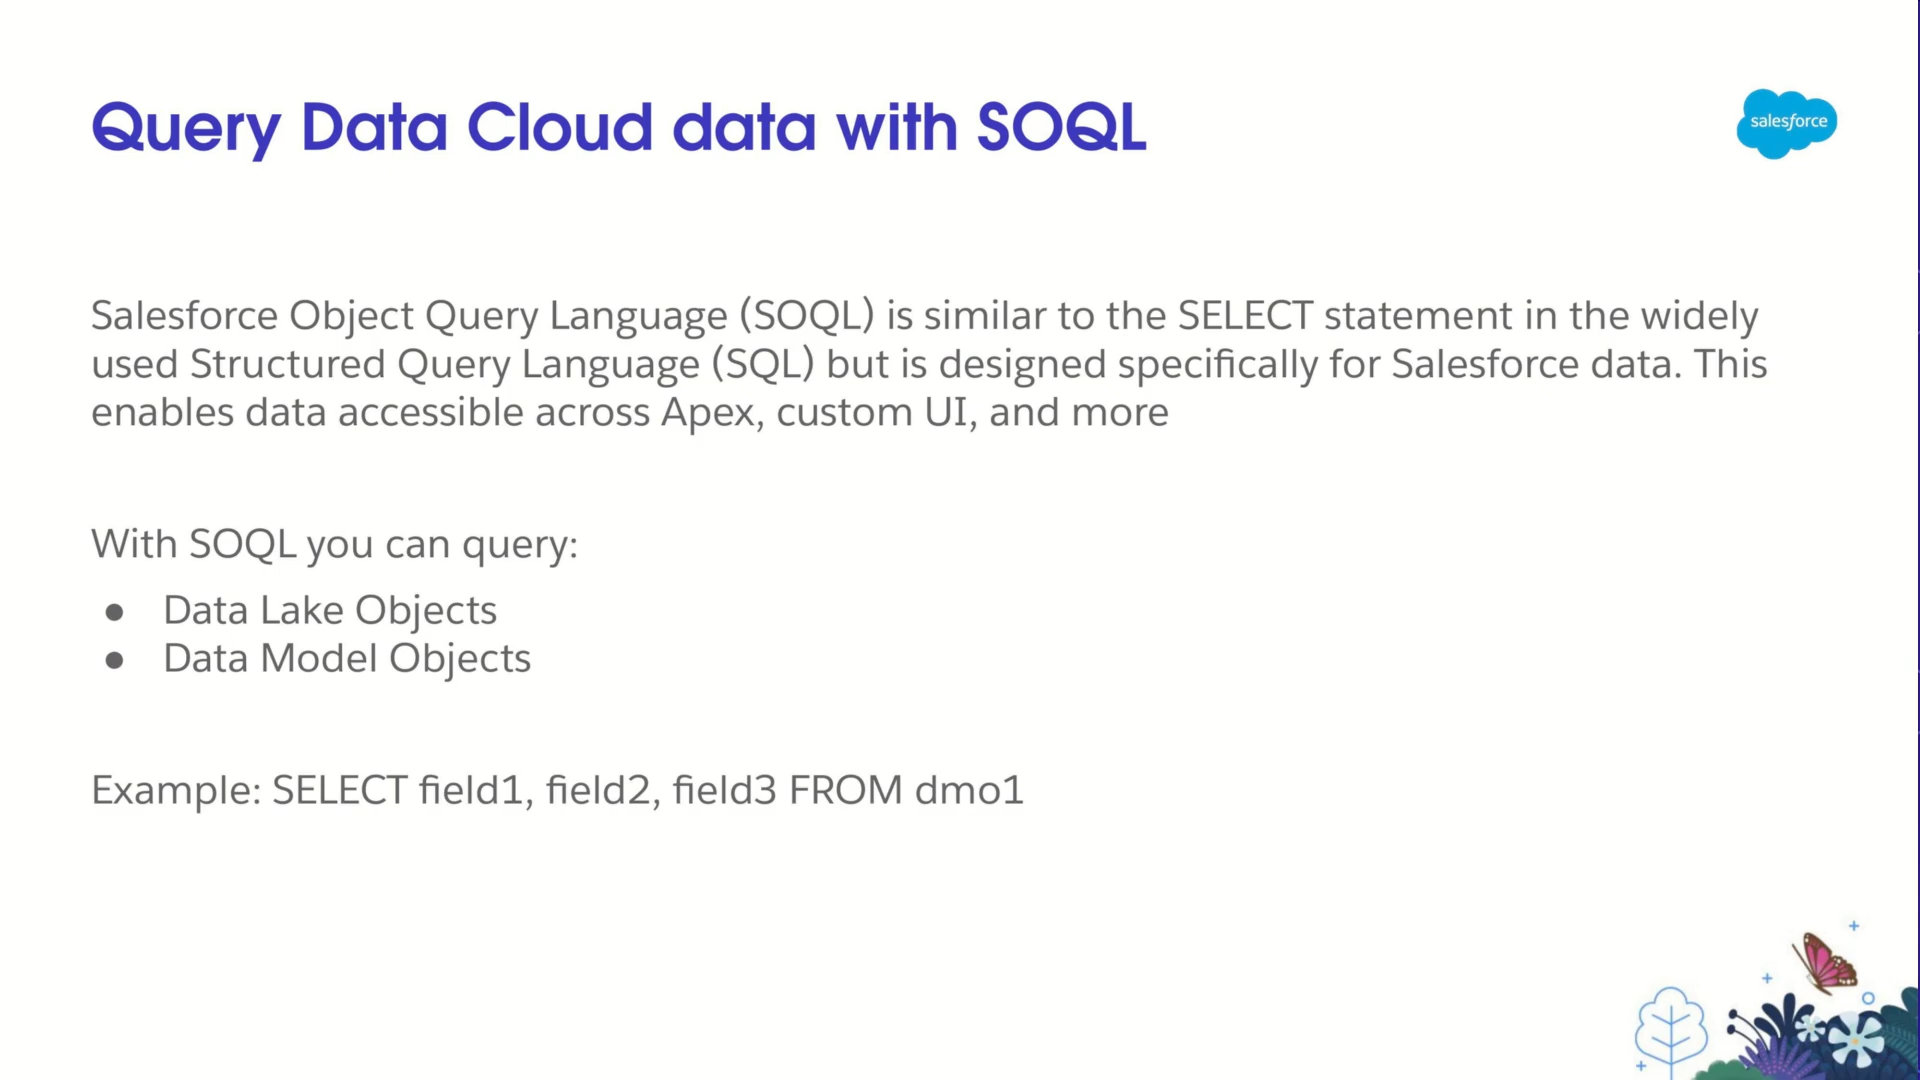 Query Data Cloud data with SOQL
salesforce
Salesforce Object Query Language (SOQL) is similar to the SELECT statement in the widely
used Structured Query Language (SQL) but is designed specifically for Salesforce data. This
enables data accessible across Apex, custom UI, and more
With SOQL you can query:
● Data Lake Objects
● Data Model Objects
Example: SELECT field1, field2, field3 FROM dmo1